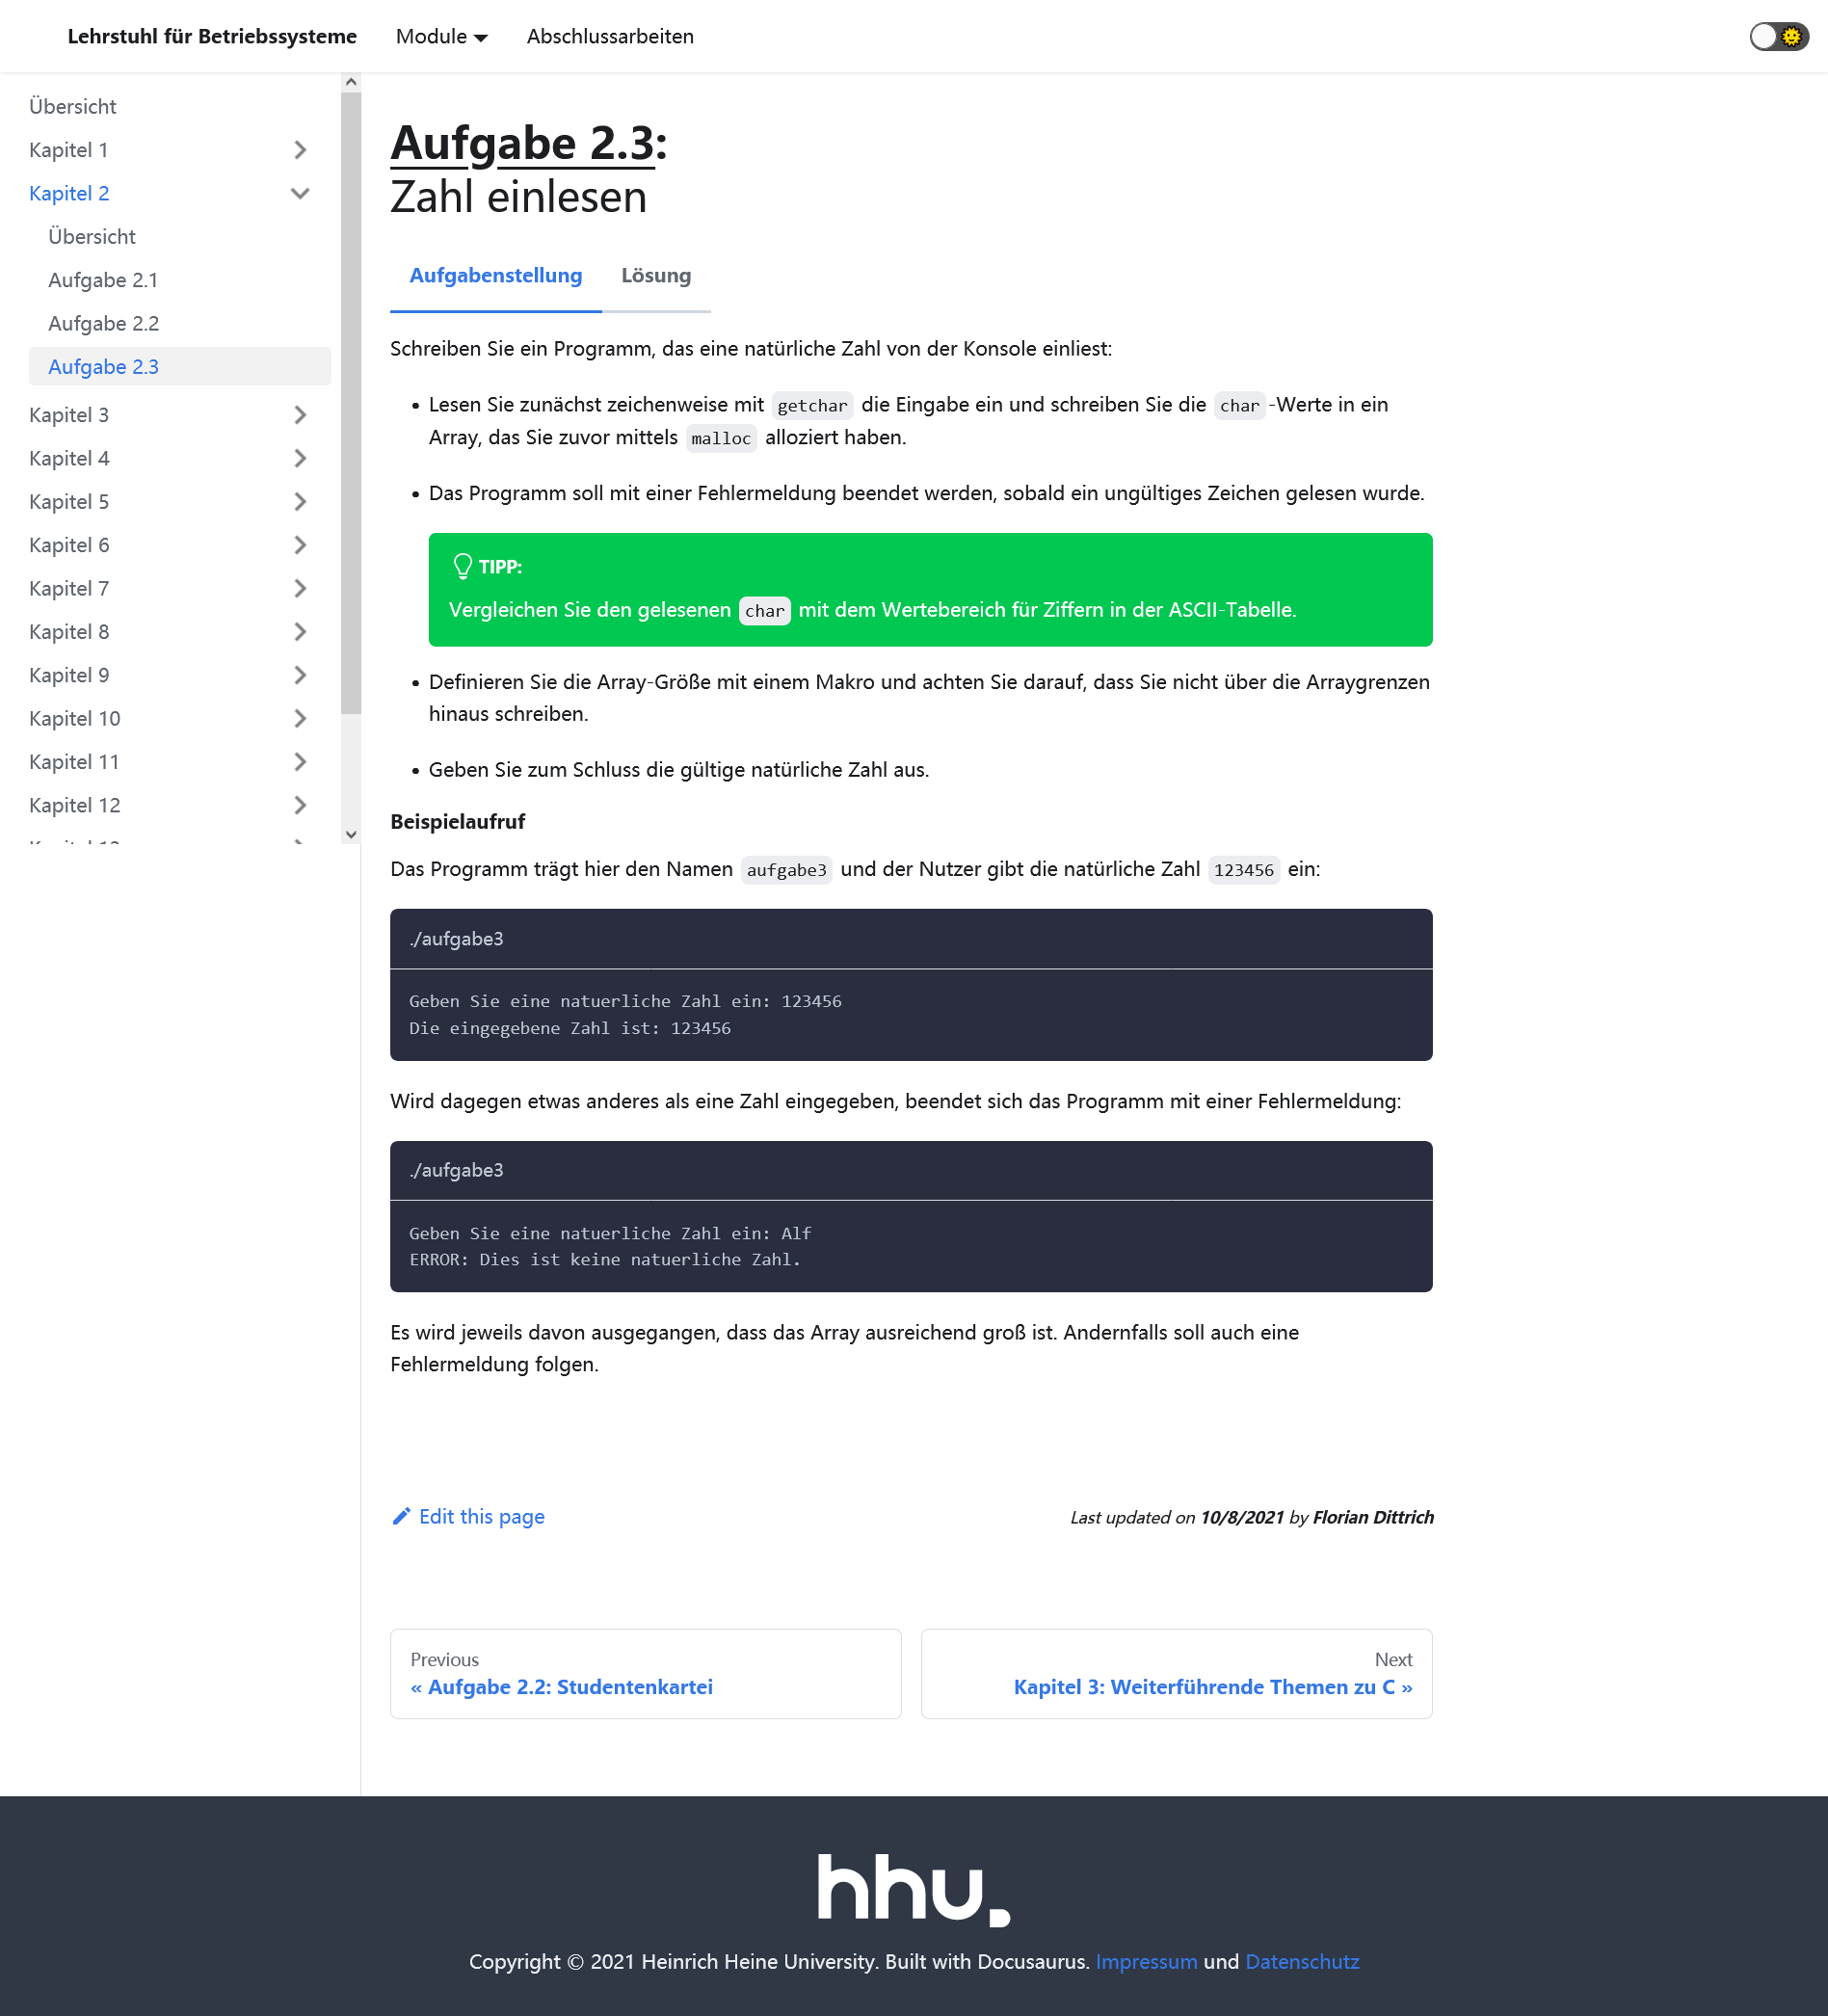 Lehrstuhl für Betriebssysteme Module Abschlussarbeiten
Übersicht
Kapitel 1
Kapitel 2
Übersicht
Aufgabe 2.1
Aufgabe 2.2
Aufgabe 2.3
Kapitel 3
Kapitel 4
Kapitel 5
Kapitel 6
Kapitel 7
Kapitel 8
Kapitel 9
Kapitel 10
Kapitel 11
Kapitel 12
Aufgabe 2.3:
Zahl einlesen
Aufgabenstellung Lösung
Schreiben Sie ein Programm, das eine natürliche Zahl von der Konsole einliest:
• Lesen Sie zunächst zeichenweise mit getchar die Eingabe ein und schreiben Sie die char-Werte in ein
Array, das Sie zuvor mittels malloc alloziert haben.
• Das Programm soll mit einer Fehlermeldung beendet werden, sobald ein ungültiges Zeichen gelesen wurde.
TIPP:
Vergleichen Sie den gelesenen char mit dem Wertebereich für Ziffern in der ASCII-Tabelle.
• Definieren Sie die Array-Größe mit einem Makro und achten Sie darauf, dass Sie nicht über die Arraygrenzen
hinaus schreiben.
• Geben Sie zum Schluss die gültige natürliche Zahl aus.
Beispielaufruf
Das Programm trägt hier den Namen aufgabe3 und der Nutzer gibt die natürliche Zahl 123456 ein:
./aufgabe3
Geben Sie eine natuerliche Zahl ein: 123456
Die eingegebene Zahl ist: 123456
Wird dagegen etwas anderes als eine Zahl eingegeben, beendet sich das Programm mit einer Fehlermeldung:
./aufgabe3
Geben Sie eine natuerliche Zahl ein: Alf
ERROR: Dies ist keine natuerliche Zahl.
Es wird jeweils davon ausgegangen, dass das Array ausreichend groß ist. Andernfalls soll auch eine
Fehlermeldung folgen.
Edit this page
Last updated on 10/8/2021 by Florian Dittrich
Previous
« Aufgabe 2.2: Studentenkartei
Next
Kapitel 3: Weiterführende Themen zu C »
hhu.
Copyright © 2021 Heinrich Heine University. Built with Docusaurus. Impressum und Datenschutz